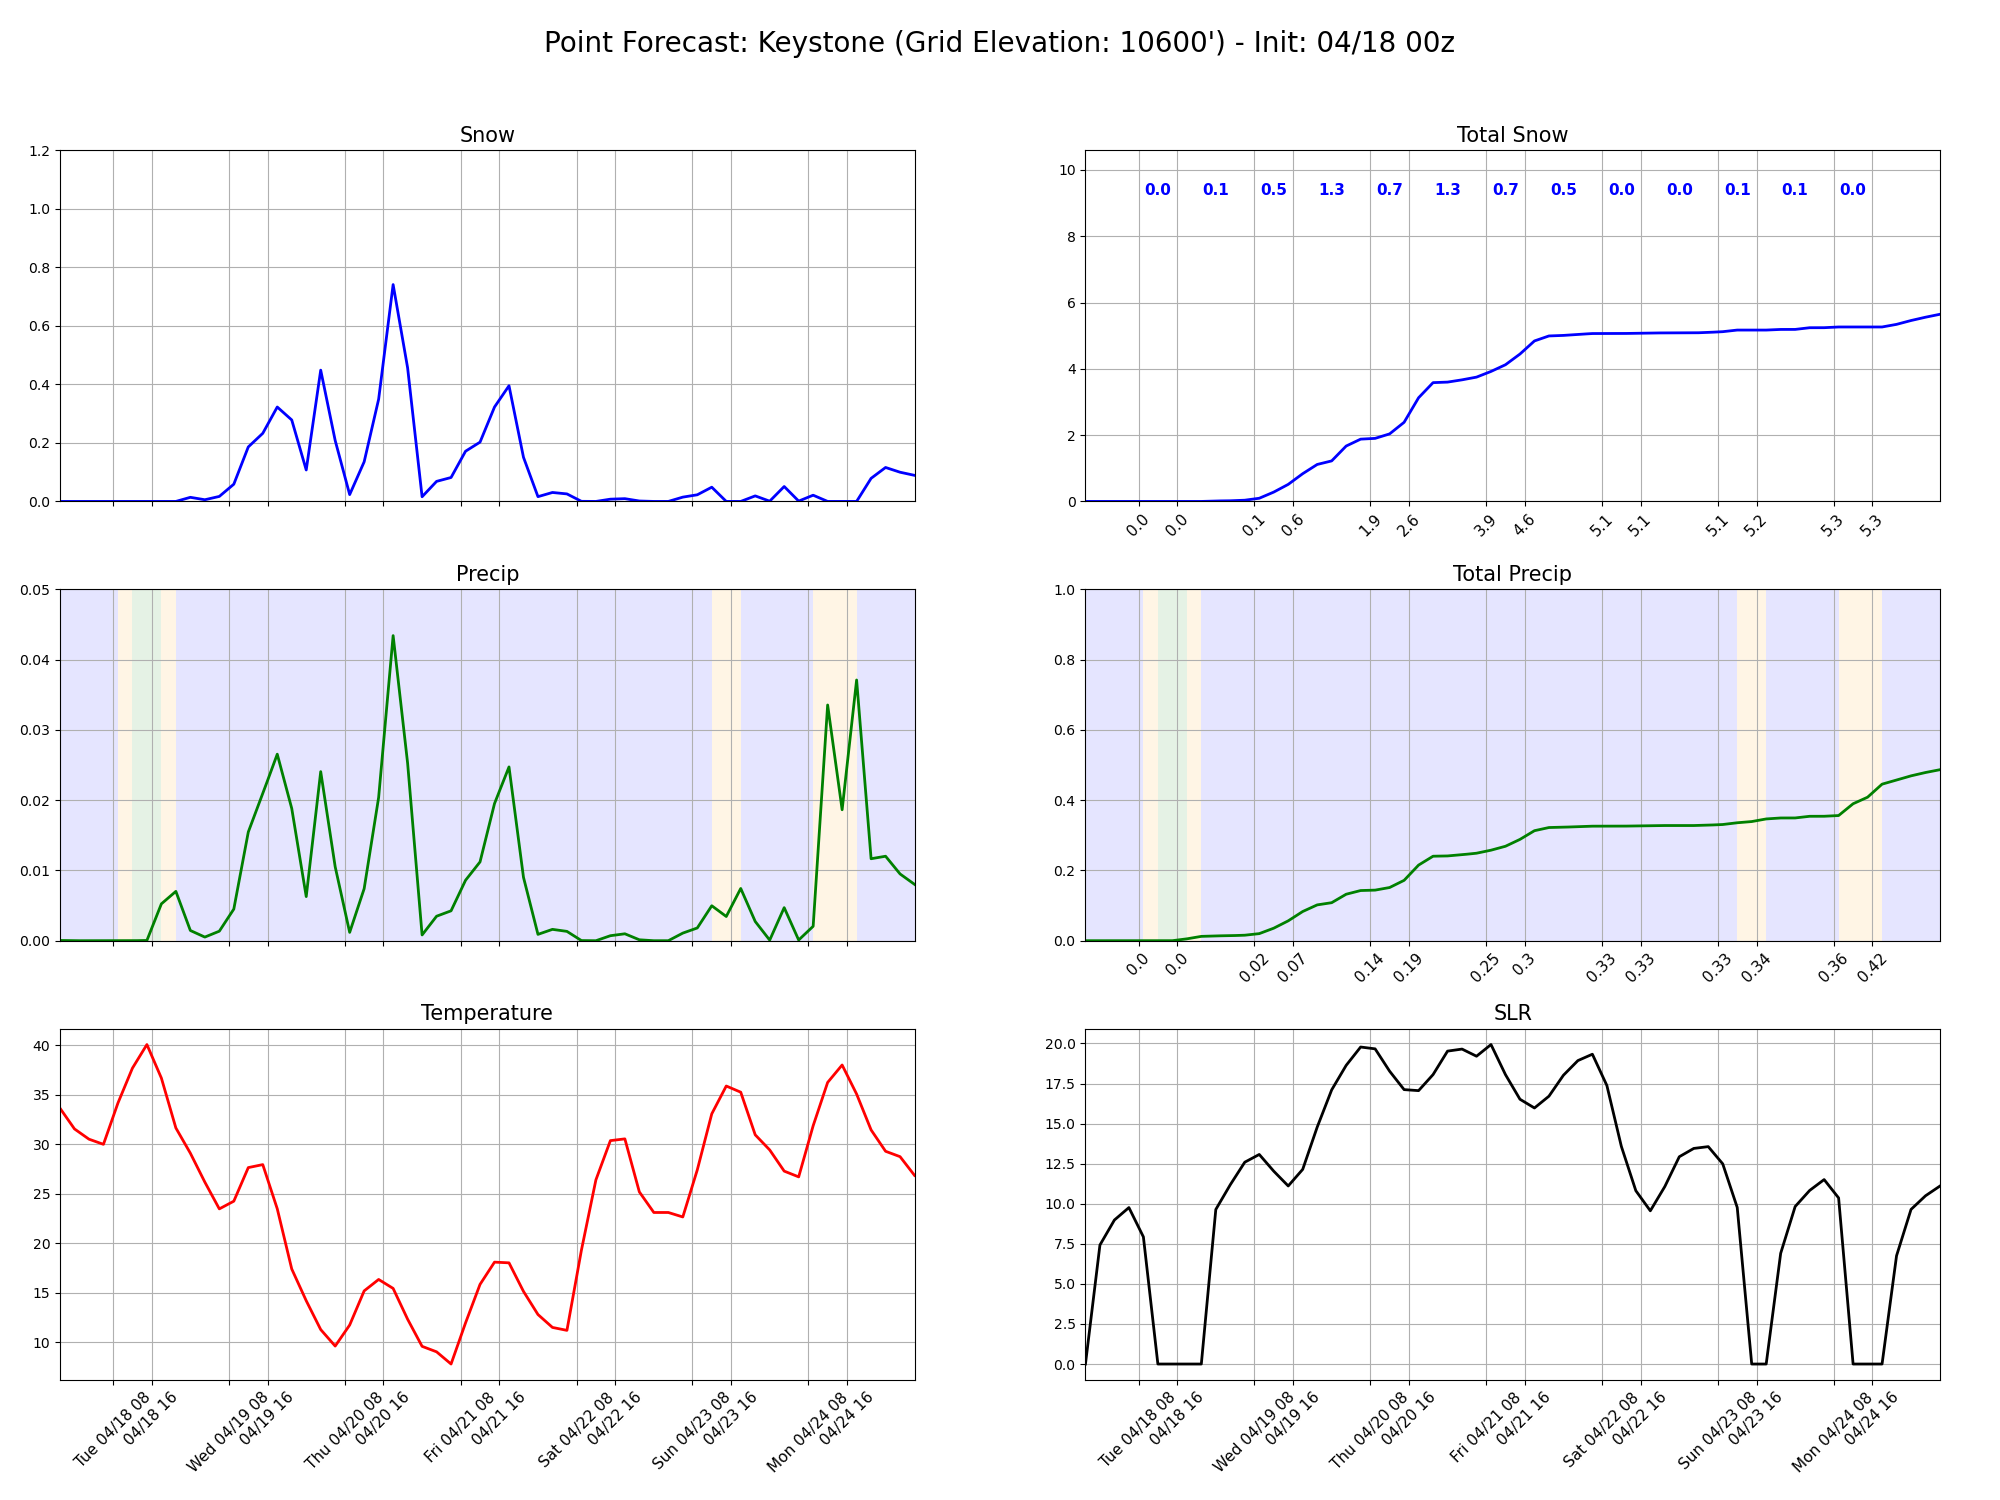 Point Forecast: Keystone (Grid Elevation: 10600') - Init: 04/18 00z
Snow
1.2
1.0
0.8
0.6
0.4
0.2
0.0
Total Snow
10
8
6
4
2
0
0.0 0.1 0.5 1.3 0.7 1.3 0.7 0.5 0.0 0.0 0.1 0.1 0.0
0.0 0.0 0.1 0.6 1.9 2.6 3.9 4.6 5.1 5.1 5.1 5.2 5.3 5.3
Precip
0.05
0.04
0.03
0.02
0.01
0.00
Total Precip
1.0
0.8
0.6
0.4
0.2
0.0
0.0 0.0 0.02 0.07 0.14 0.19 0.25 0.3 0.33 0.33 0.33 0.34 0.36 0.42
Temperature
40
35
30
25
20
15
10
Tue 04/18 08
04/18 16
Wed 04/19 08
04/19 16
Thu 04/20 08
04/20 16
Fri 04/21 08
04/21 16
Sat 04/22 08
04/22 16
Sun 04/23 08
04/23 16
Mon 04/24 08
04/24 16
SLR
20.0
17.5
15.0
12.5
10.0
7.5
5.0
2.5
0.0
Tue 04/18 08
04/18 16
Wed 04/19 08
04/19 16
Thu 04/20 08
04/20 16
Fri 04/21 08
04/21 16
Sat 04/22 08
04/22 16
Sun 04/23 08
04/23 16
Mon 04/24 08
04/24 16